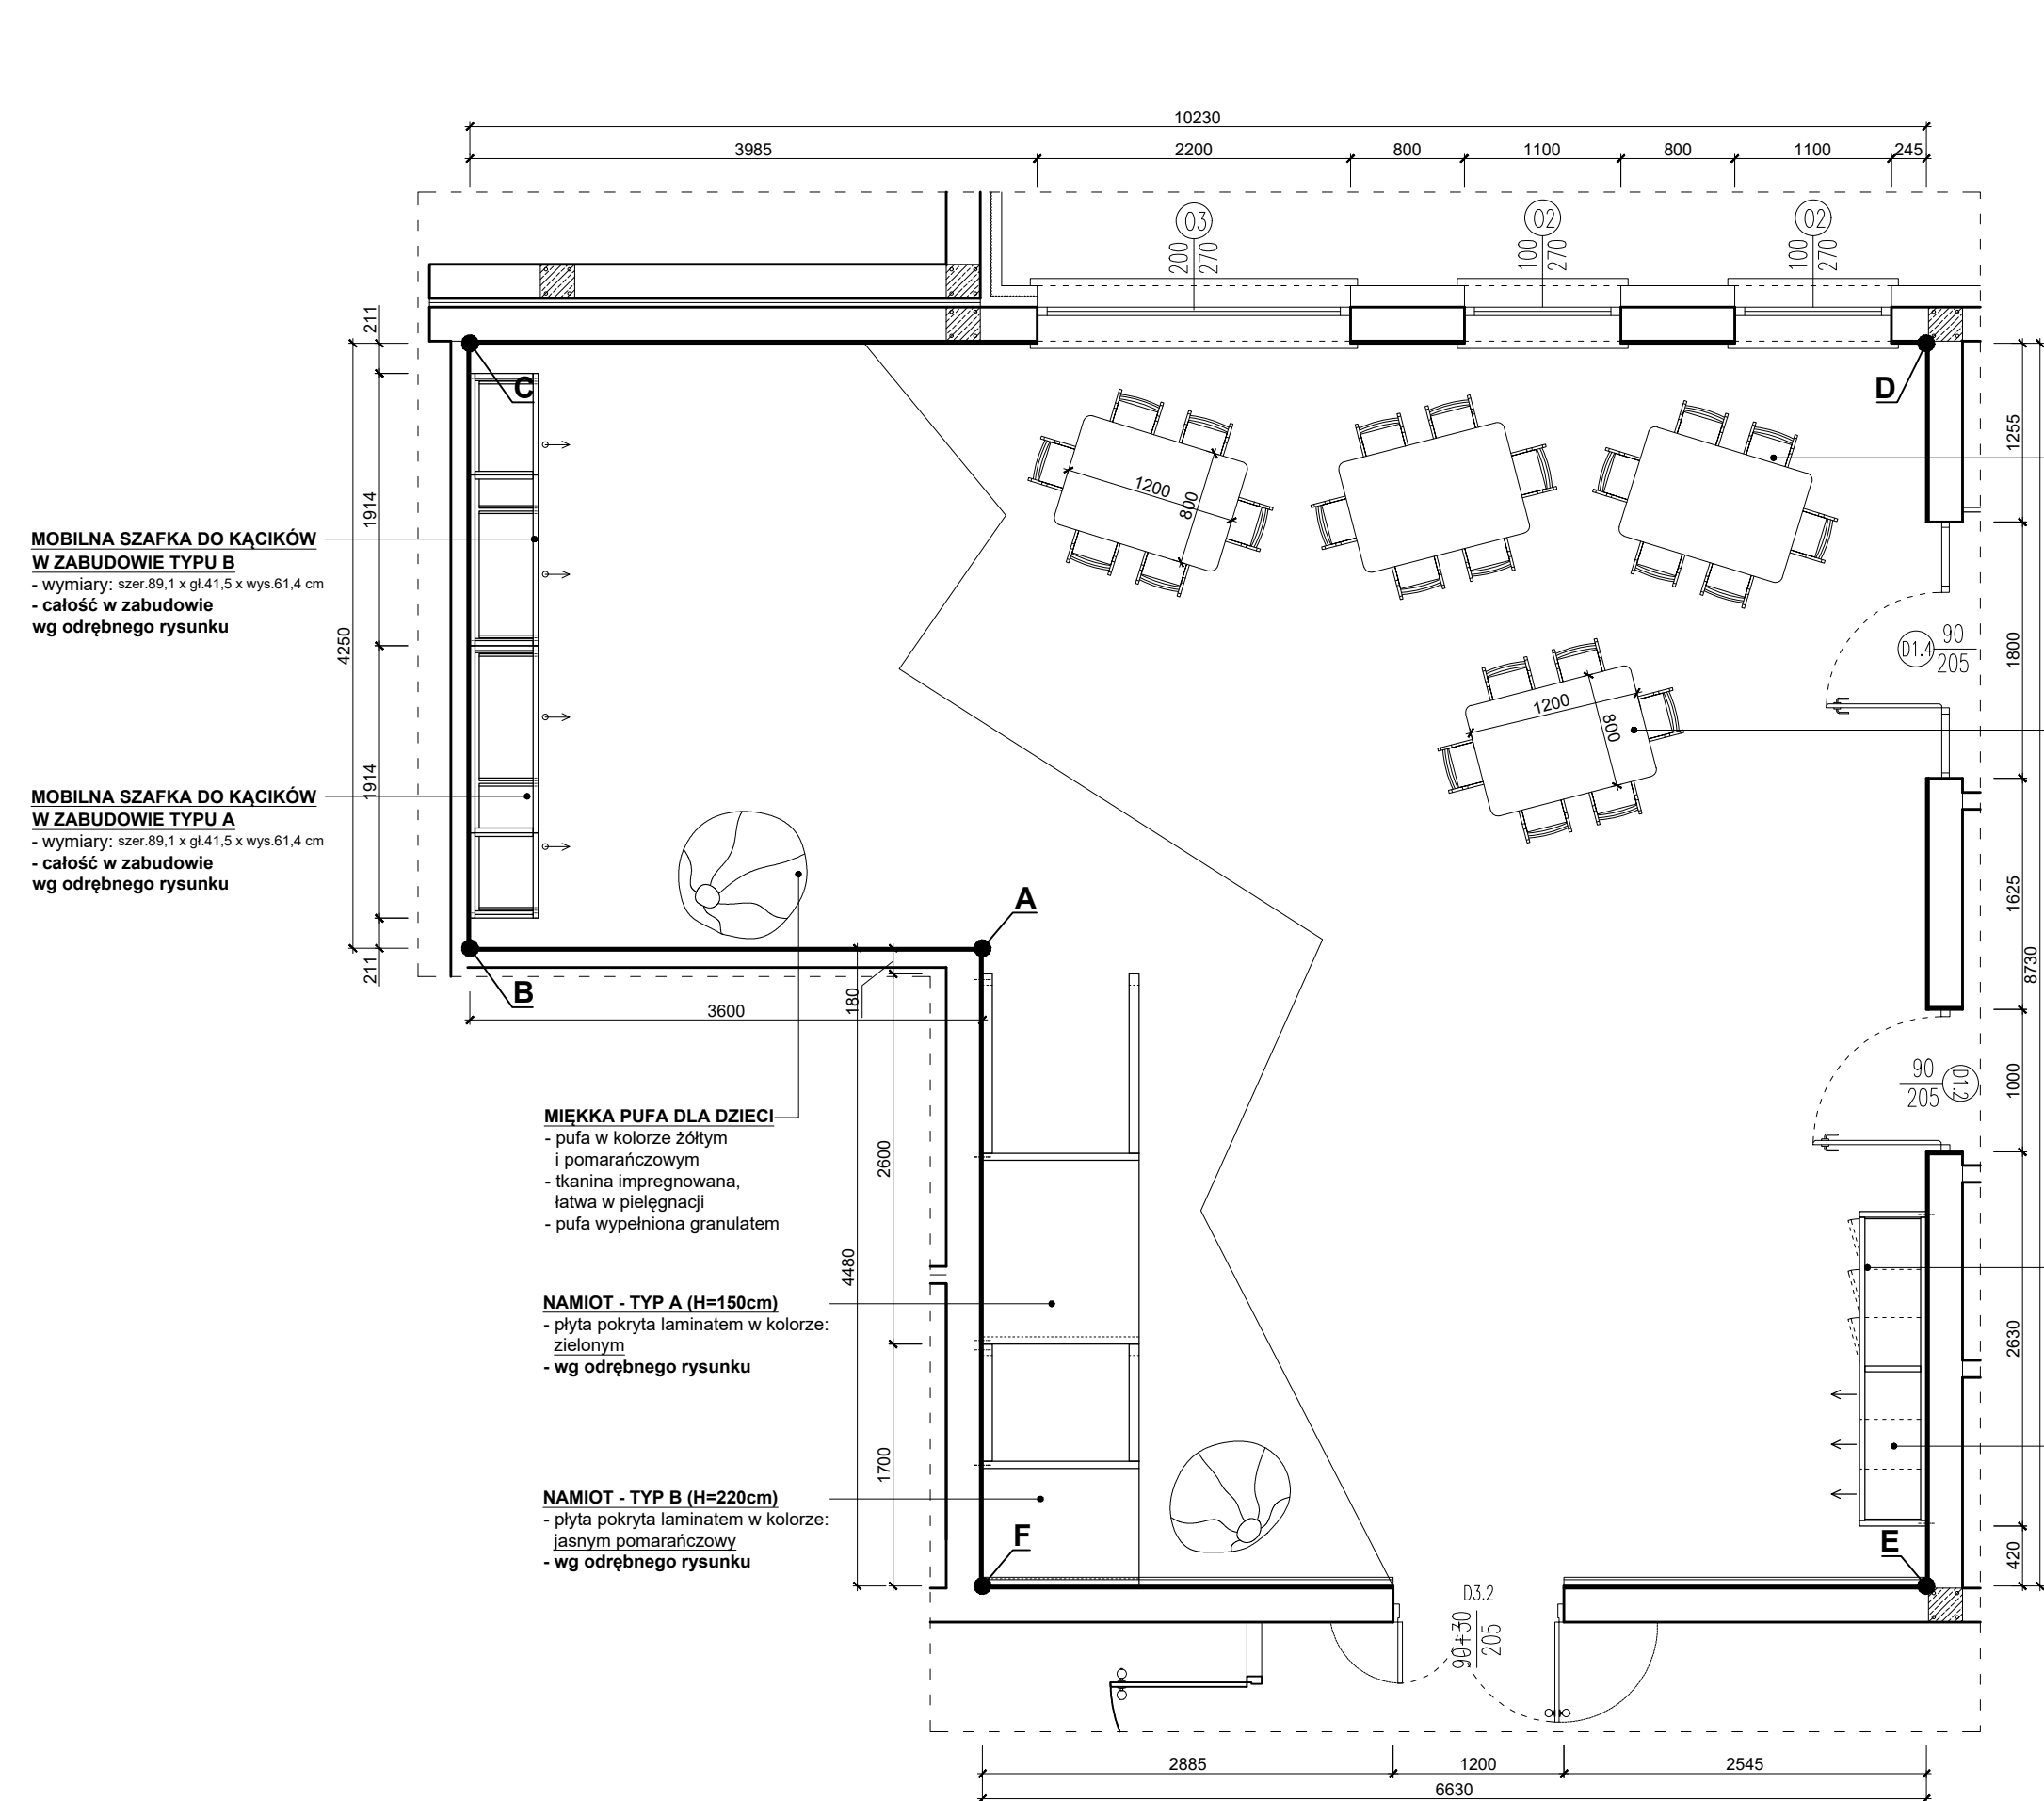 10230
3985 2200 800 1100 800 1100 245
03 02 02
200 270 100 270 100 270
211
C
D
1914
1255
1200
800
MOBILNA SZAFKA DO KĄCIKÓW
W ZABUDOWIE TYPU B
- wymiary: szer.89,1 x gł.41,5 x wys.61,4 cm
- całość w zabudowie
wg odrębnego rysunku
4250
D1.4 90
205
1800
1200
800
MOBILNA SZAFKA DO KĄCIKÓW
W ZABUDOWIE TYPU A
- wymiary: szer.89,1 x gł.41,5 x wys.61,4 cm
- całość w zabudowie
wg odrębnego rysunku
1914
A
1625
8730
211
B
180
3600
90
205 D1.2
1000
MIĘKKA PUFA DLA DZIECI
- pufa w kolorze żółtym
i pomarańczowym
- tkanina impregnowana,
łatwa w pielęgnacji
- pufa wypełniona granulatem
2600
4480
NAMIOT - TYP A (H=150cm)
- płyta pokryta laminatem w kolorze:
zielonym
- wg odrębnego rysunku
2630
1700
NAMIOT - TYP B (H=220cm)
- płyta pokryta laminatem w kolorze:
jasnym pomarańczowy
- wg odrębnego rysunku
F
E
420
D3.2
90+30
205
2885 1200 2545
6630